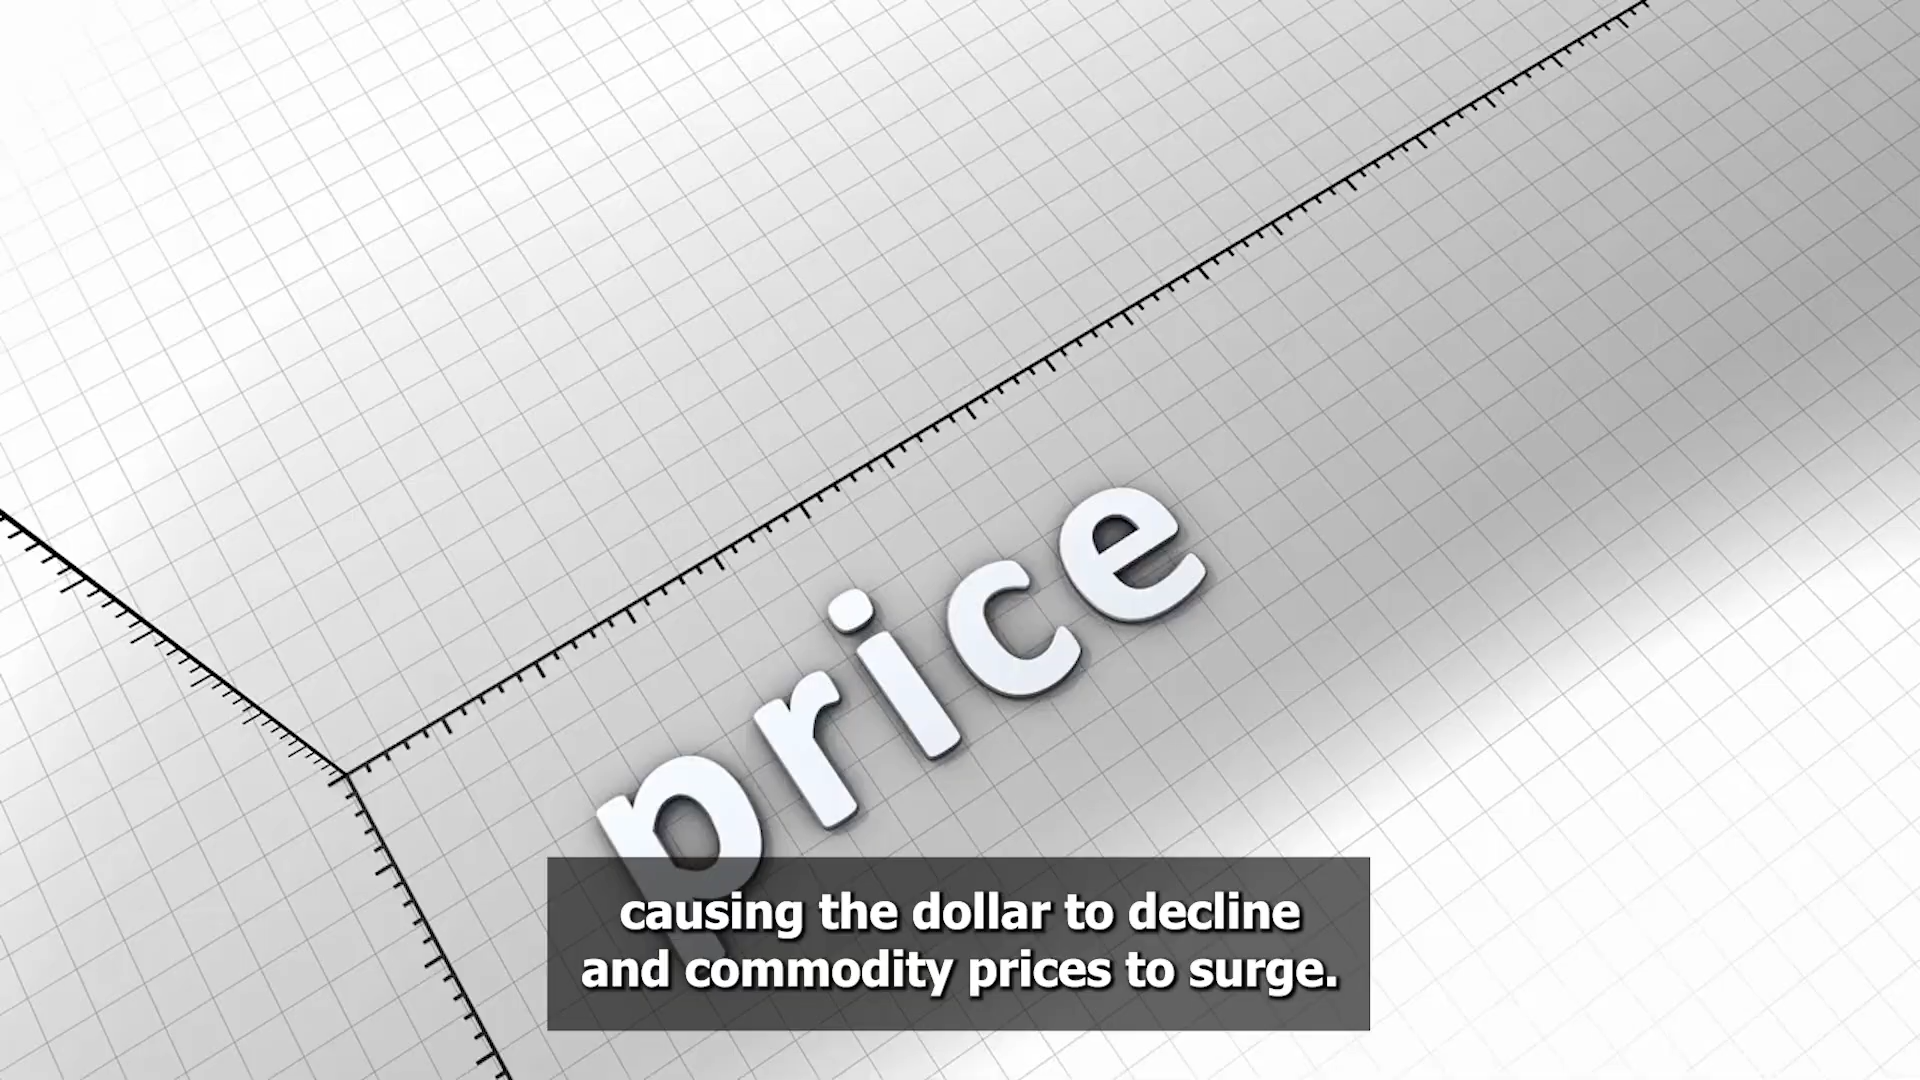 price
causing the dollar to decline
and commodity prices to surge.